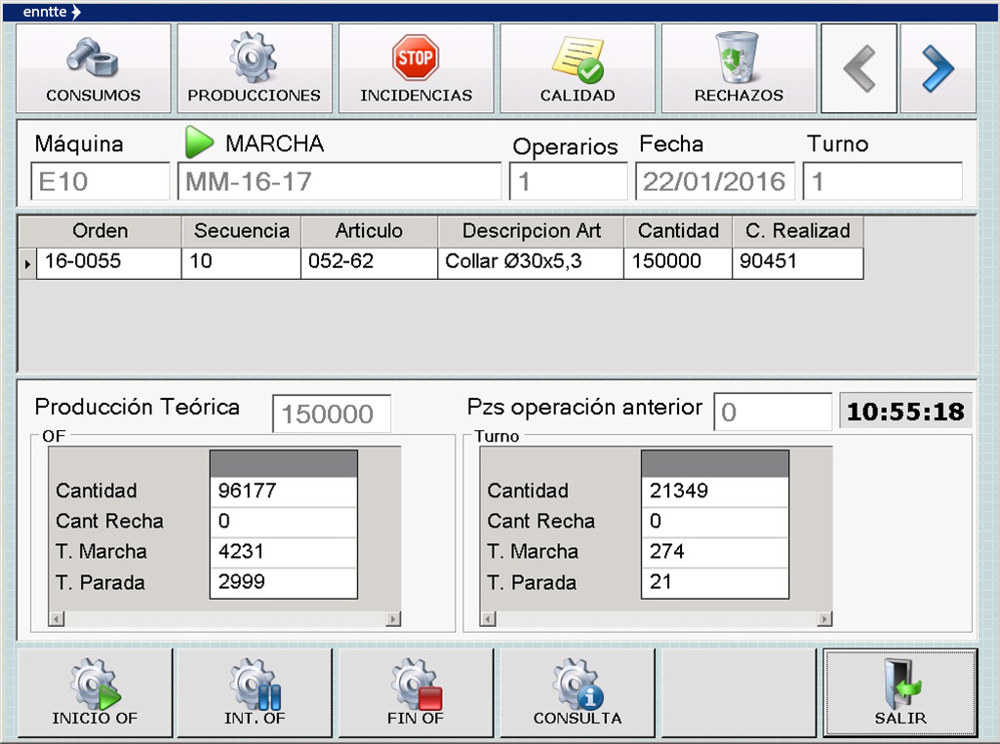 enntte
CONSUMOS PRODUCCIONES STOP INCIDENCIAS CALIDAD RECHAZOS
Máquina MARCHA Operarios Fecha Turno
E10 MM-16-17 1 22/01/2016 1
Orden Secuencia Articulo Descripcion Art Cantidad C. Realizad
16-0055 10 052-62 Collar Ø30x5,3 150000 90451
Producción Teórica 150000 Pzs operación anterior 0 10:55:18
OF Turno
Cantidad 96177 Cantidad 21349
Cant Recha 0 Cant Recha 0
T. Marcha 4231 T. Marcha 274
T. Parada 2999 T. Parada 21
INICIO OF INT. OF FIN OF CONSULTA SALIR